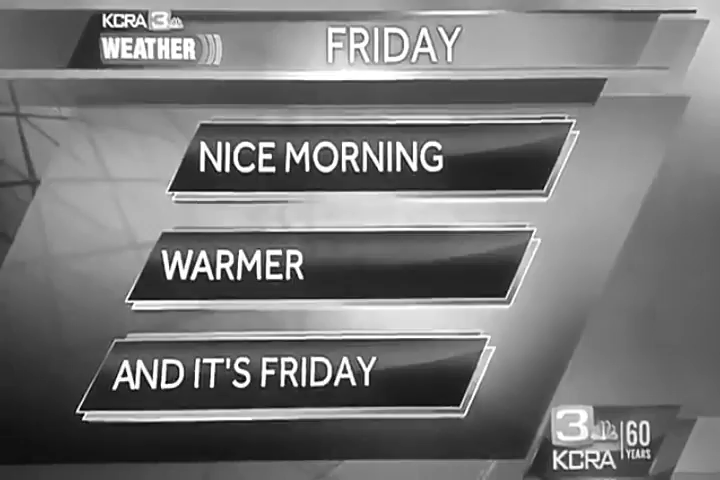 KCRA 3
WEATHER
FRIDAY
NICE MORNING
WARMER
AND IT'S FRIDAY
3
KCRA
60
YEARS